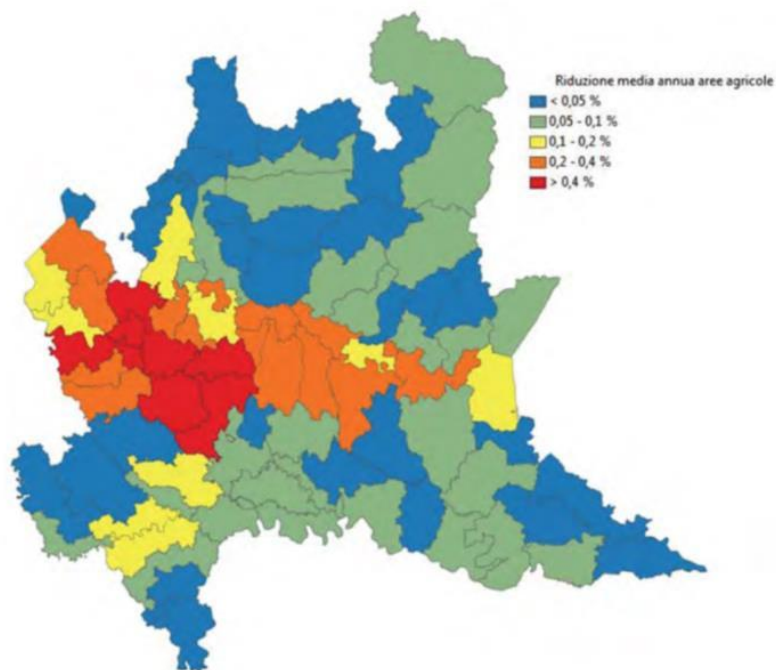 Riduzione media annua aree agricole
< 0,05 %
0,05 - 0,1 %
0,1 - 0,2 %
0,2 - 0,4 %
> 0,4 %